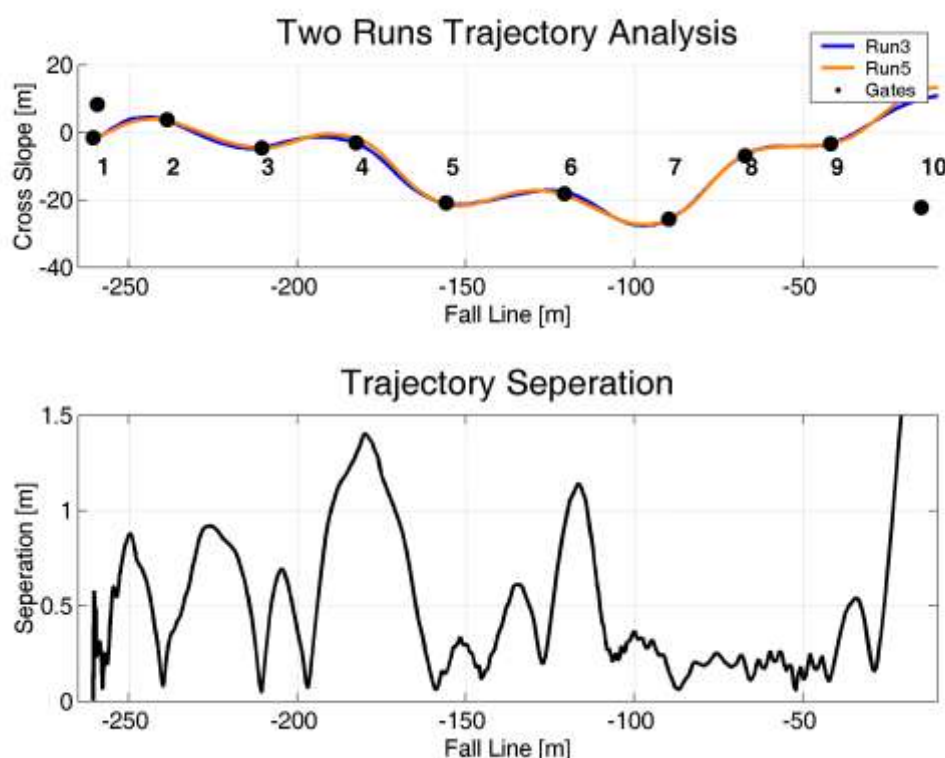 Two Runs Trajectory Analysis
Run3
Run5
Gates
20
0
-20
-40
Cross Slope [m]
1 2 3 4 5 6 7 8 9 10
-250 -200 -150 -100 -50
Fall Line [m]
Trajectory Seperation
1.5
1
0.5
0
Seperation [m]
-250 -200 -150 -100 -50
Fall Line [m]